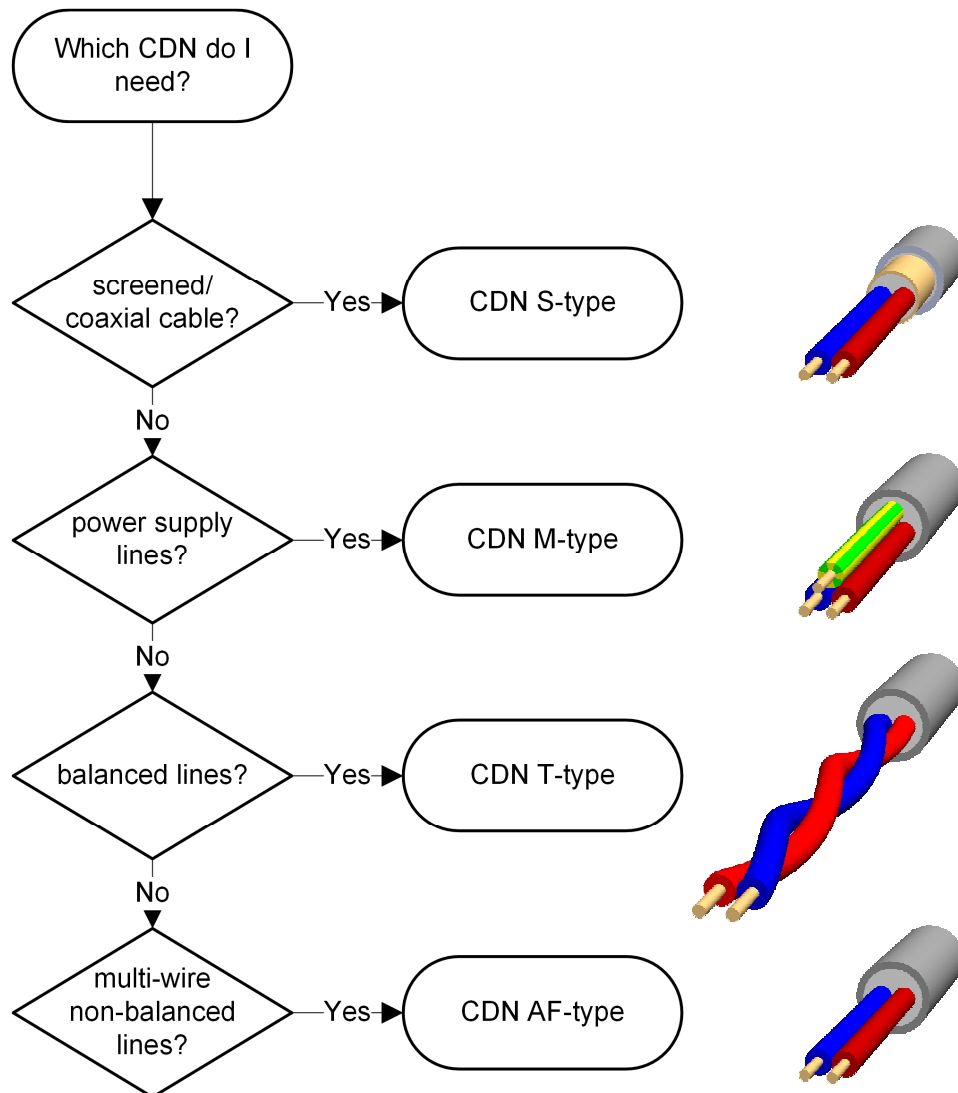 Which CDN do I
need?
screened/
coaxial cable?
Yes
CDN S-type
No
power supply
lines?
Yes
CDN M-type
No
balanced lines?
Yes
CDN T-type
No
multi-wire
non-balanced
lines?
Yes
CDN AF-type